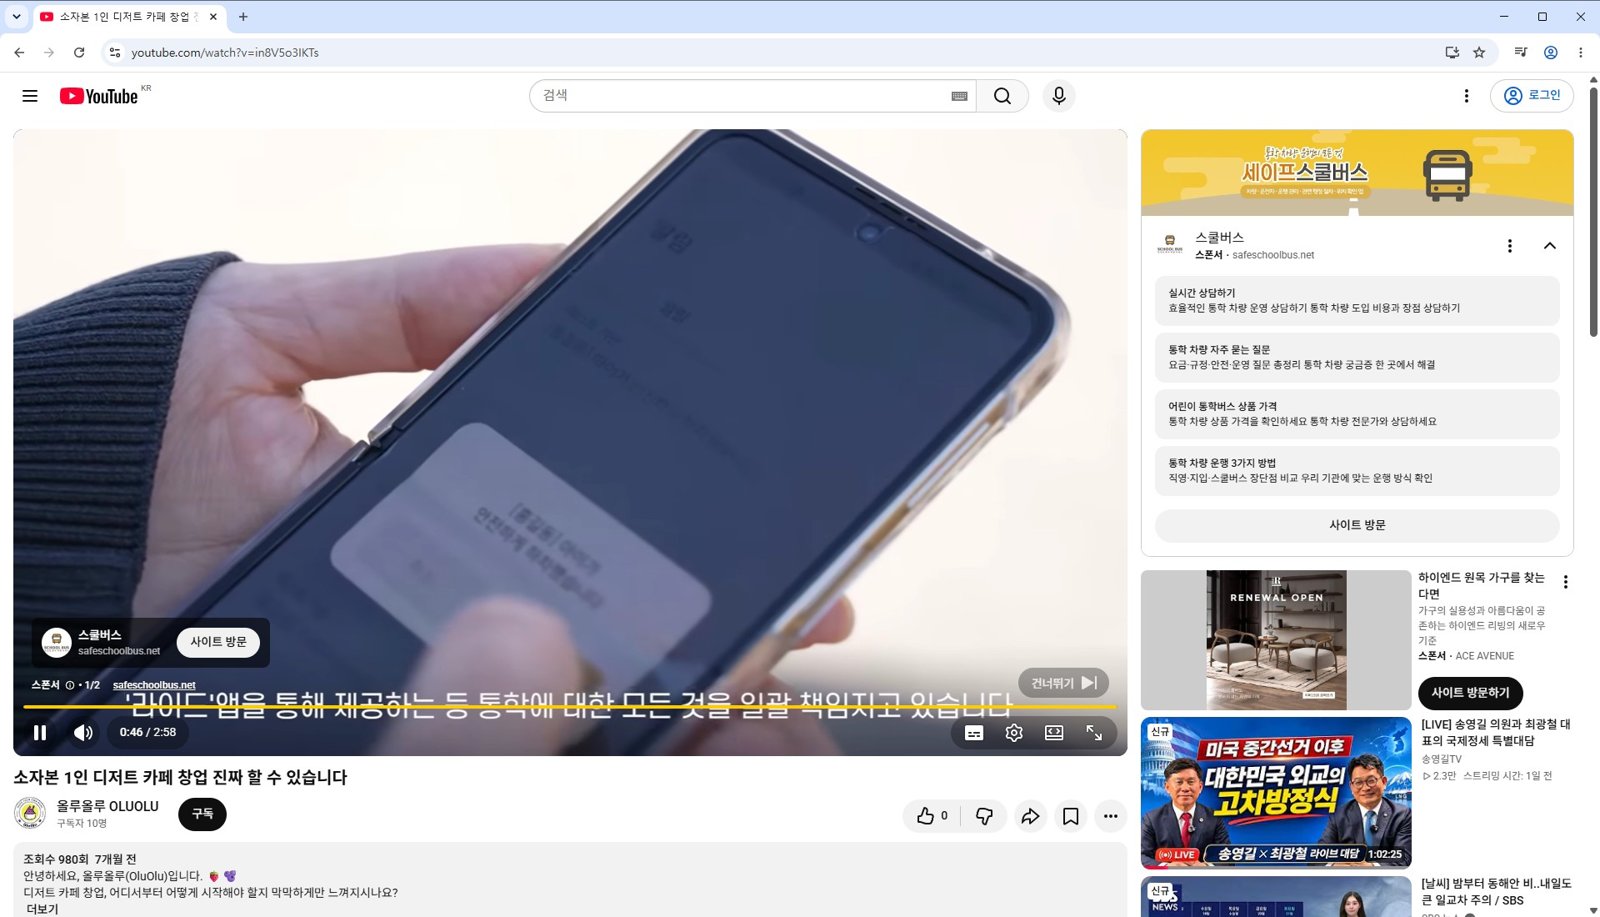 소자본 1인 디저트 카페 창업 진
youtube.com/watch?v=in8V5o3IKTs
YouTube KR
검색
로그인
세이프스쿨버스
스쿨버스
스폰서 · safeschoolbus.net
실시간 상담하기
효율적인 통학 차량 운영 상담하기 통학 차량 도입 비용과 장점 상담하기
통학 차량 자주 묻는 질문
요금·규정·안전·운영 질문 총정리 통학 차량 궁금증 한 곳에서 해결
어린이 통학버스 상품 가격
통학 차량 상품 가격을 확인하세요 통학 차량 전문가와 상담하세요
통학 차량 운행 3가지 방법
직영·지입·스쿨버스 장단점 비교 우리 기관에 맞는 운행 방식 확인
사이트 방문
스쿨버스
safeschoolbus.net
사이트 방문
스폰서 · 1/2 safeschoolbus.net
건너뛰기
'라이드'앱을 통해 제공하는 등 통학에 대한 모든 것을 일괄 책임지고 있습니다
0:46 / 2:58
소자본 1인 디저트 카페 창업 진짜 할 수 있습니다
올루올루 OLUOLU
구독자 10명
구독
0
조회수 980회 7개월 전
안녕하세요, 올루올루(OluOlu)입니다. 🍓 🍇
디저트 카페 창업, 어디서부터 어떻게 시작해야 할지 막막하게만 느껴지시나요?
더보기
RENEWAL OPEN
하이엔드 원목 가구를 찾는
다면
가구의 실용성과 아름다움이 공
존하는 하이엔드 리빙의 새로우
기준
스폰서 · ACE AVENUE
사이트 방문하기
신규
미국 중간선거 이후
대한민국 외교의
고차방정식
LIVE
송영길 × 최광철 라이브 대담
1:02:25
[LIVE] 송영길 의원과 최광철 대
표의 국제정세 특별대담
송영길TV
2.3만 스트리밍 시간: 1일 전
신규
NEWS
[날씨] 밤부터 동해안 비..내일도
큰 일교차 주의 / SBS